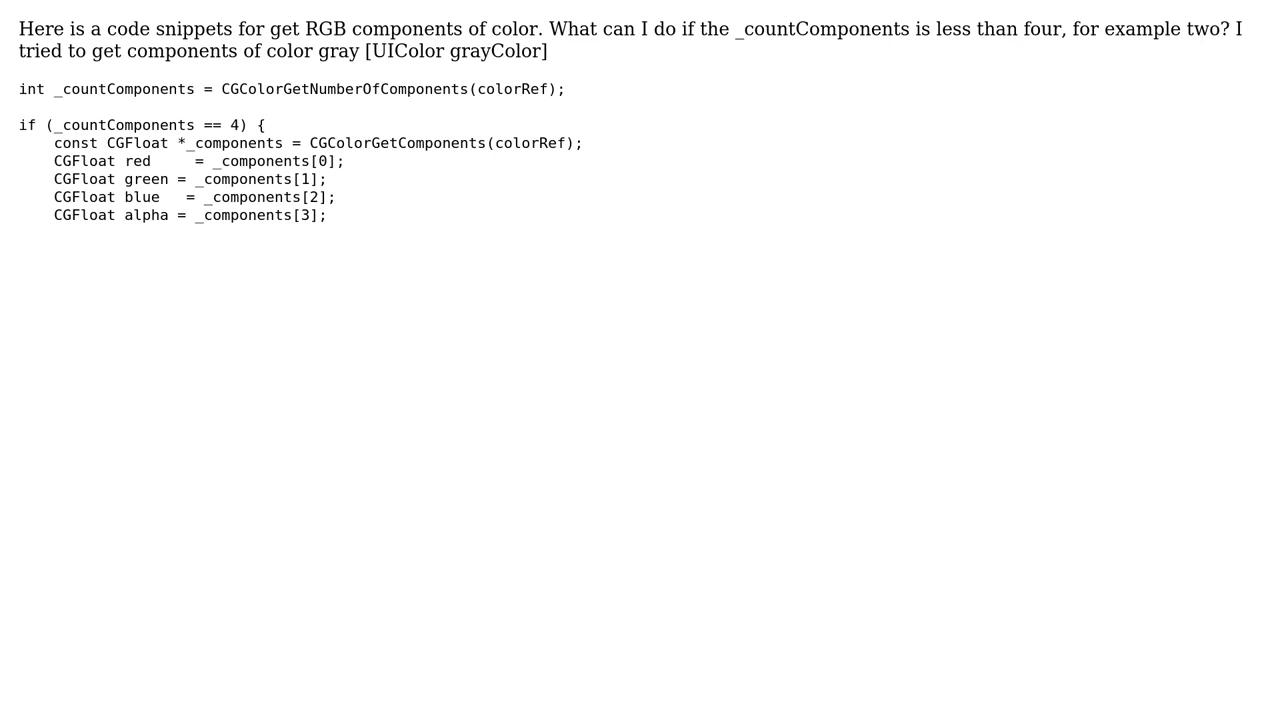 Here is a code snippets for get RGB components of color. What can I do if the _countComponents is less than four, for example two? I
tried to get components of color gray [UIColor grayColor]
int _countComponents = CGColorGetNumberOfComponents(colorRef);
if (_countComponents == 4) {
    const CGFloat *_components = CGColorGetComponents(colorRef);
    CGFloat red     = _components[0];
    CGFloat green = _components[1];
    CGFloat blue   = _components[2];
    CGFloat alpha = _components[3];